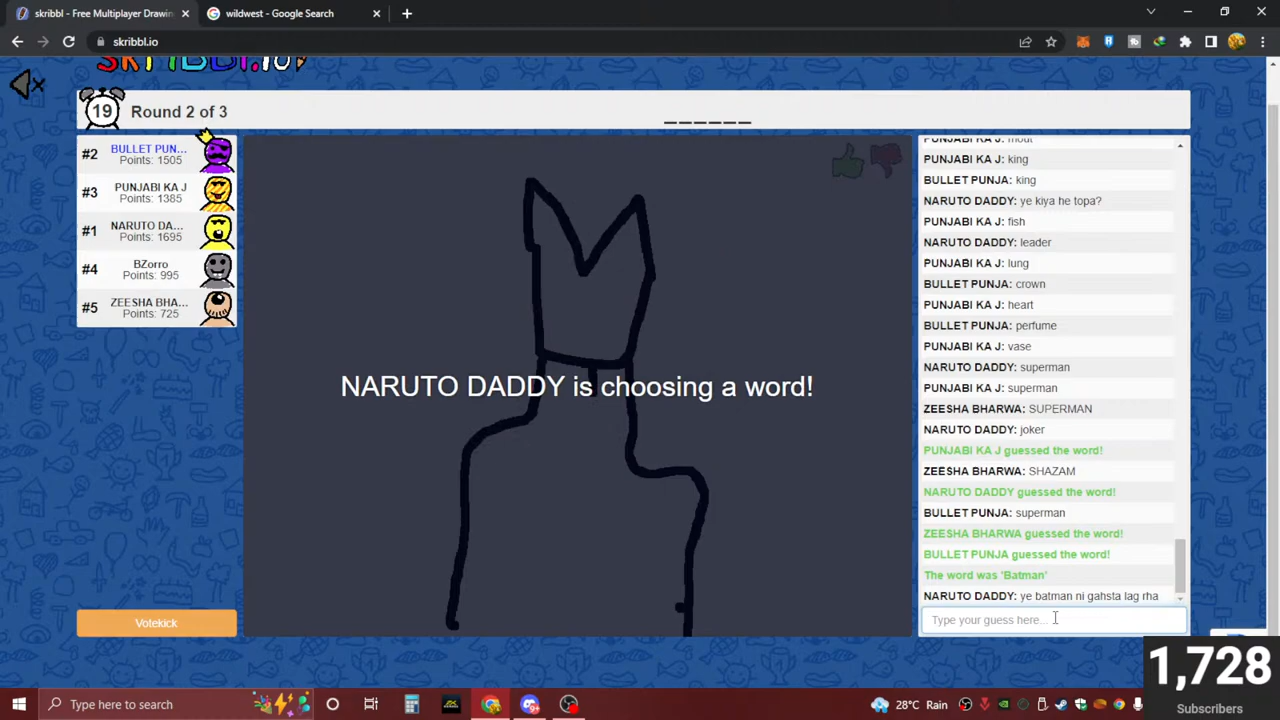 skribbl - Free Multiplayer Drawin
wildwest - Google Search
skribbl.io
skribbl.io
19
Round 2 of 3
______
#2 BULLET PUN...
Points: 1505
#3 PUNJABI KA J
Points: 1385
#1 NARUTO DA...
Points: 1695
#4 BZorro
Points: 995
#5 ZEESHA BHA...
Points: 725
Votekick
NARUTO DADDY is choosing a word!
PUNJABI KA J: mout
PUNJABI KA J: king
BULLET PUNJA: king
NARUTO DADDY: ye kiya he topa?
PUNJABI KA J: fish
NARUTO DADDY: leader
PUNJABI KA J: lung
BULLET PUNJA: crown
PUNJABI KA J: heart
BULLET PUNJA: perfume
PUNJABI KA J: vase
NARUTO DADDY: superman
PUNJABI KA J: superman
ZEESHA BHARWA: SUPERMAN
NARUTO DADDY: joker
PUNJABI KA J guessed the word!
ZEESHA BHARWA: SHAZAM
NARUTO DADDY guessed the word!
BULLET PUNJA: superman
ZEESHA BHARWA guessed the word!
BULLET PUNJA guessed the word!
The word was 'Batman'
NARUTO DADDY: ye batman ni gahsta lag rha
Type your guess here...
1,728
Subscribers
Type here to search
28°C Rain